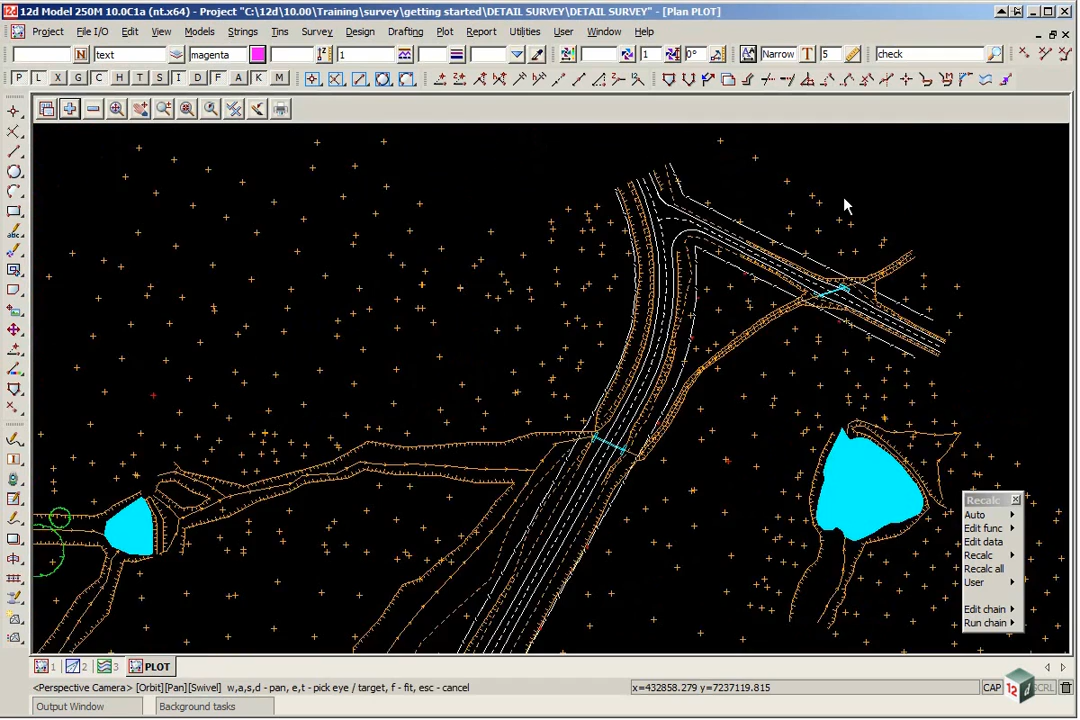 12d Model 250M 10.0C1a (nt.x64) - Project "C:\12d\10.00\Training\survey\getting started\DETAIL SURVEY\DETAIL SURVEY" - [Plan PLOT]
Project File I/O Edit View Models Strings Tins Survey Design Drafting Plot Report Utilities User Window Help
N text magenta 1 1 0° Narrow T 5 check
P L X G C H T S I D F A K M
abc
1 2 3 PLOT
Recalc
Auto
Edit func
Edit data
Recalc
Recalc all
User
Edit chain
Run chain
<Perspective Camera> [Orbit][Pan][Swivel] w,a,s,d - pan, e,t - pick eye / target, f - fit, esc - cancel
x=432858.279 y=7237119.815
CAP
12 d
SCRL
Output Window
Background tasks